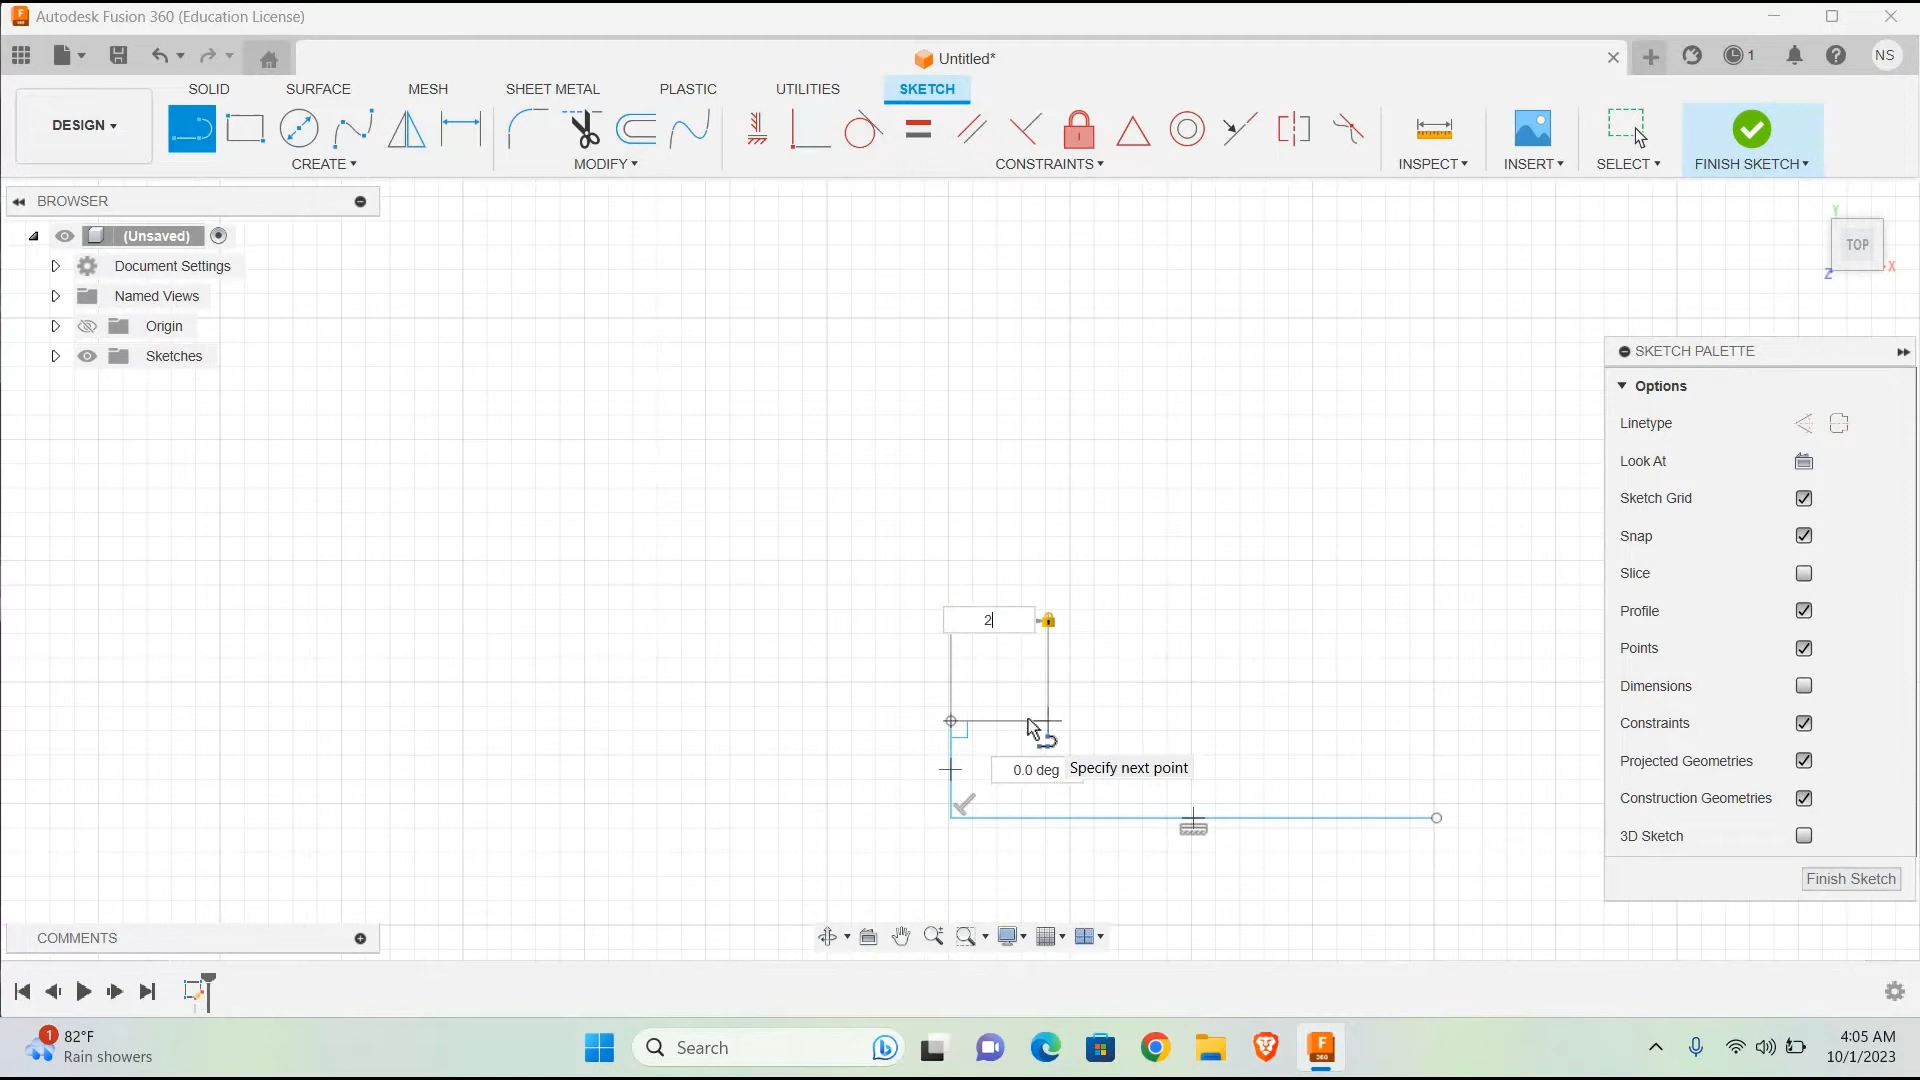 Autodesk Fusion 360 (Education License)
Untitled*
1
NS
SOLID
SURFACE
MESH
SHEET METAL
PLASTIC
UTILITIES
SKETCH
DESIGN
CREATE
MODIFY
CONSTRAINTS
INSPECT
INSERT
SELECT
FINISH SKETCH
BROWSER
(Unsaved)
Document Settings
Named Views
Origin
Sketches
Y
TOP
X
Z
SKETCH PALETTE
Options
Linetype
Look At
Sketch Grid
Snap
Slice
Profile
Points
Dimensions
Constraints
Projected Geometries
Construction Geometries
3D Sketch
Finish Sketch
2
0.0 deg
Specify next point
COMMENTS
1
82°F
Rain showers
Search
F
360
4:05 AM
10/1/2023